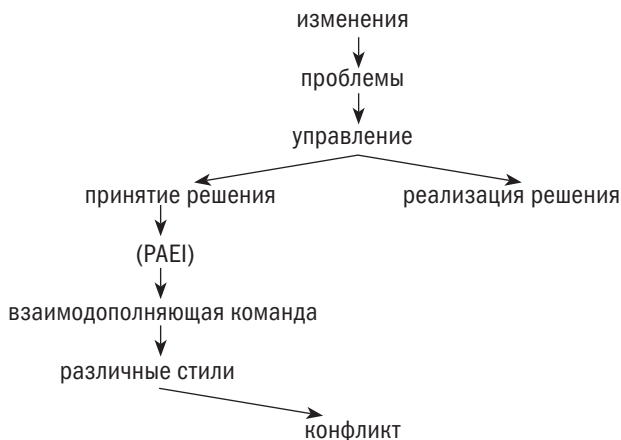 изменения
проблемы
управление
принятие решения реализация решения
(PAEI)
взаимодополняющая команда
различные стили
конфликт